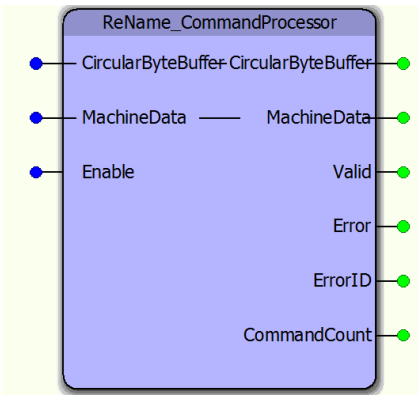 ReName_CommandProcessor
CircularByteBuffer CircularByteBuffer
MachineData MachineData
Enable Valid
Error
ErrorID
CommandCount